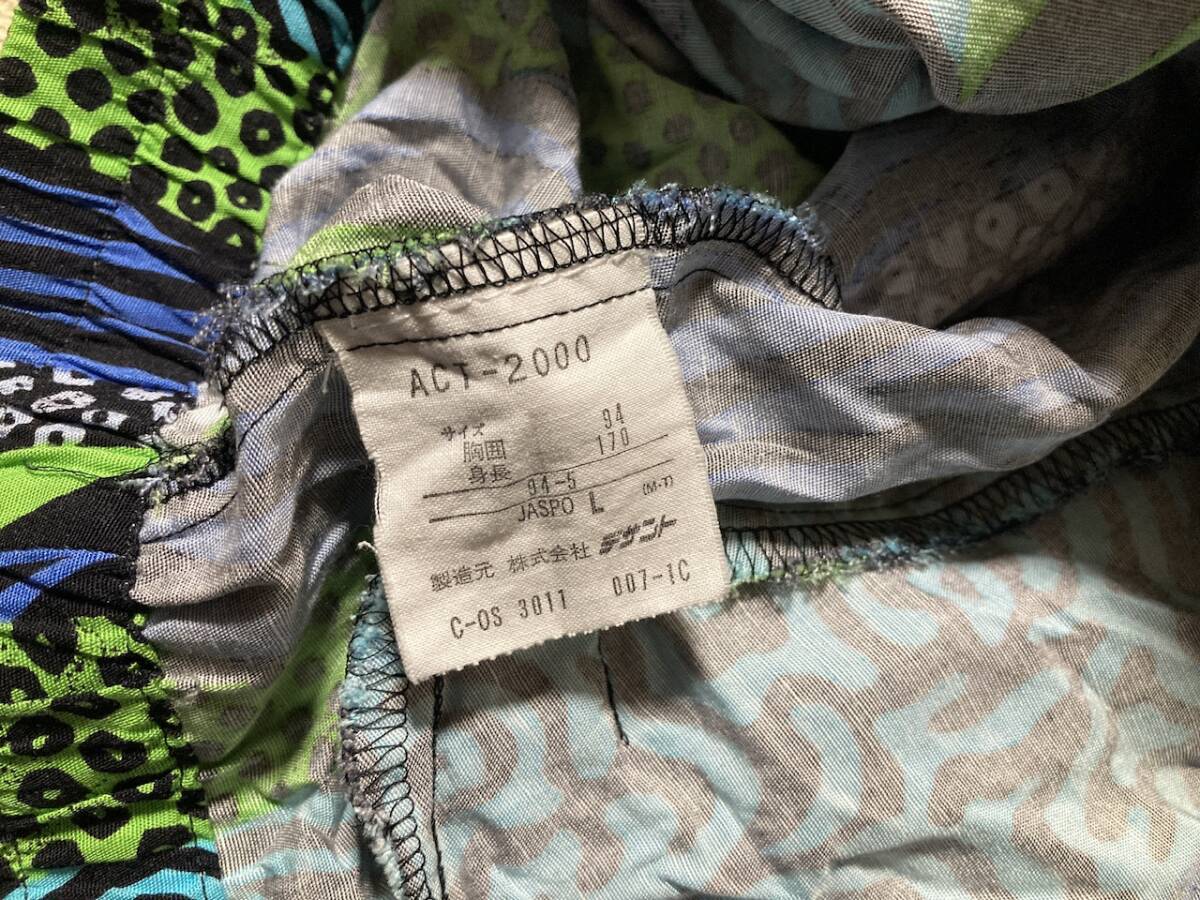 ACT-2000
サイズ
胸囲 94
身長 170
94-5
JASPO L (M-T)
製造元 株式会社 デサント
C-OS 3011 007-1C